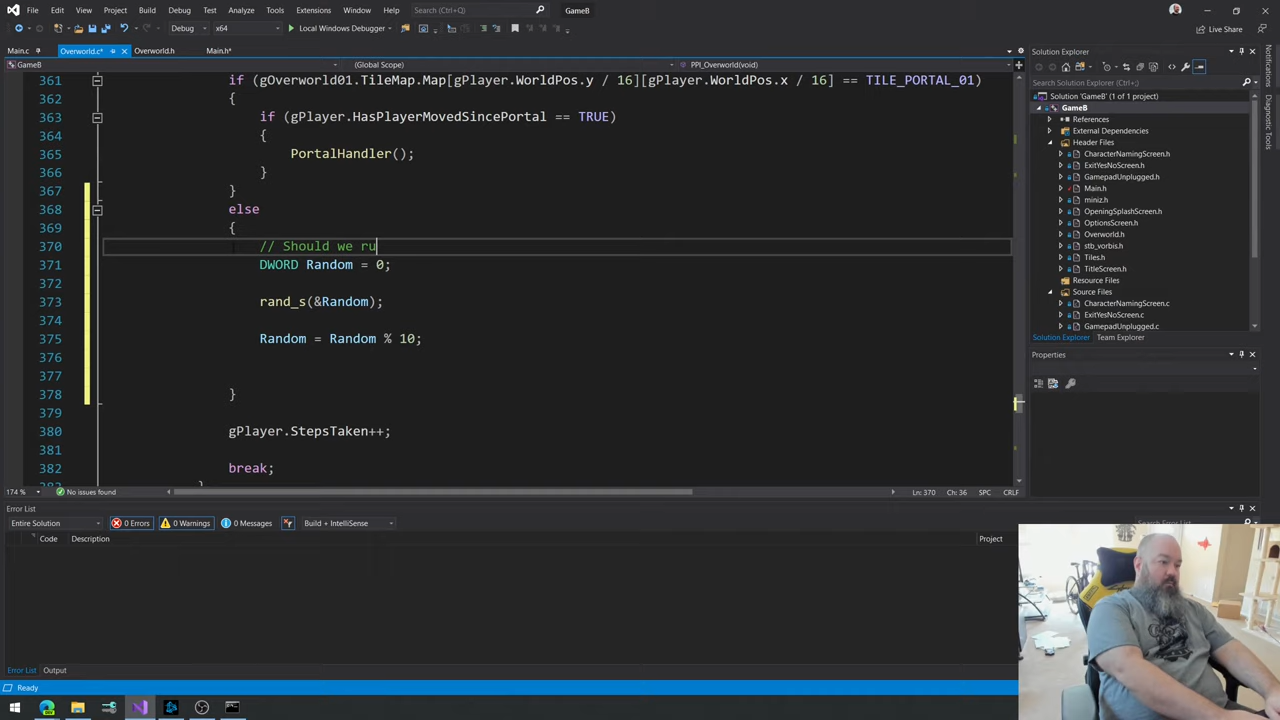 File Edit View Git Project Build Debug Test Analyze Tools Extensions Window Help Search (Ctrl+Q) GameB
Debug x64 Local Windows Debugger Live Share
Main.c Overworld.c* Overworld.h Main.h*
GameB (Global Scope) PPI_Overworld(void)
361 if (gOverworld01.TileMap.Map[gPlayer.WorldPos.y / 16][gPlayer.WorldPos.x / 16] == TILE_PORTAL_01)
362 {
363 if (gPlayer.HasPlayerMovedSincePortal == TRUE)
364 {
365 PortalHandler();
366 }
367 }
368 else
369 {
370 // Should we ru
371 DWORD Random = 0;
372
373 rand_s(&Random);
374
375 Random = Random % 10;
376
377
378 }
379
380 gPlayer.StepsTaken++;
381
382 break;
174 % No issues found Ln: 370 Ch: 36 SPC CRLF
Error List
Entire Solution 0 Errors 0 Warnings 0 Messages Build + IntelliSense Search Error List
Code Description Project
Error List Output
Ready
Solution Explorer
Search Solution Explorer (Ctrl+;)
Solution 'GameB' (1 of 1 project)
GameB
References
External Dependencies
Header Files
CharacterNamingScreen.h
ExitYesNoScreen.h
GamepadUnplugged.h
Main.h
miniz.h
OpeningSplashScreen.h
OptionsScreen.h
Overworld.h
stb_vorbis.h
Tiles.h
TitleScreen.h
Resource Files
Source Files
CharacterNamingScreen.c
ExitYesNoScreen.c
GamepadUnplugged.c
Solution Explorer Team Explorer
Properties
Notifications
Diagnostic Tools